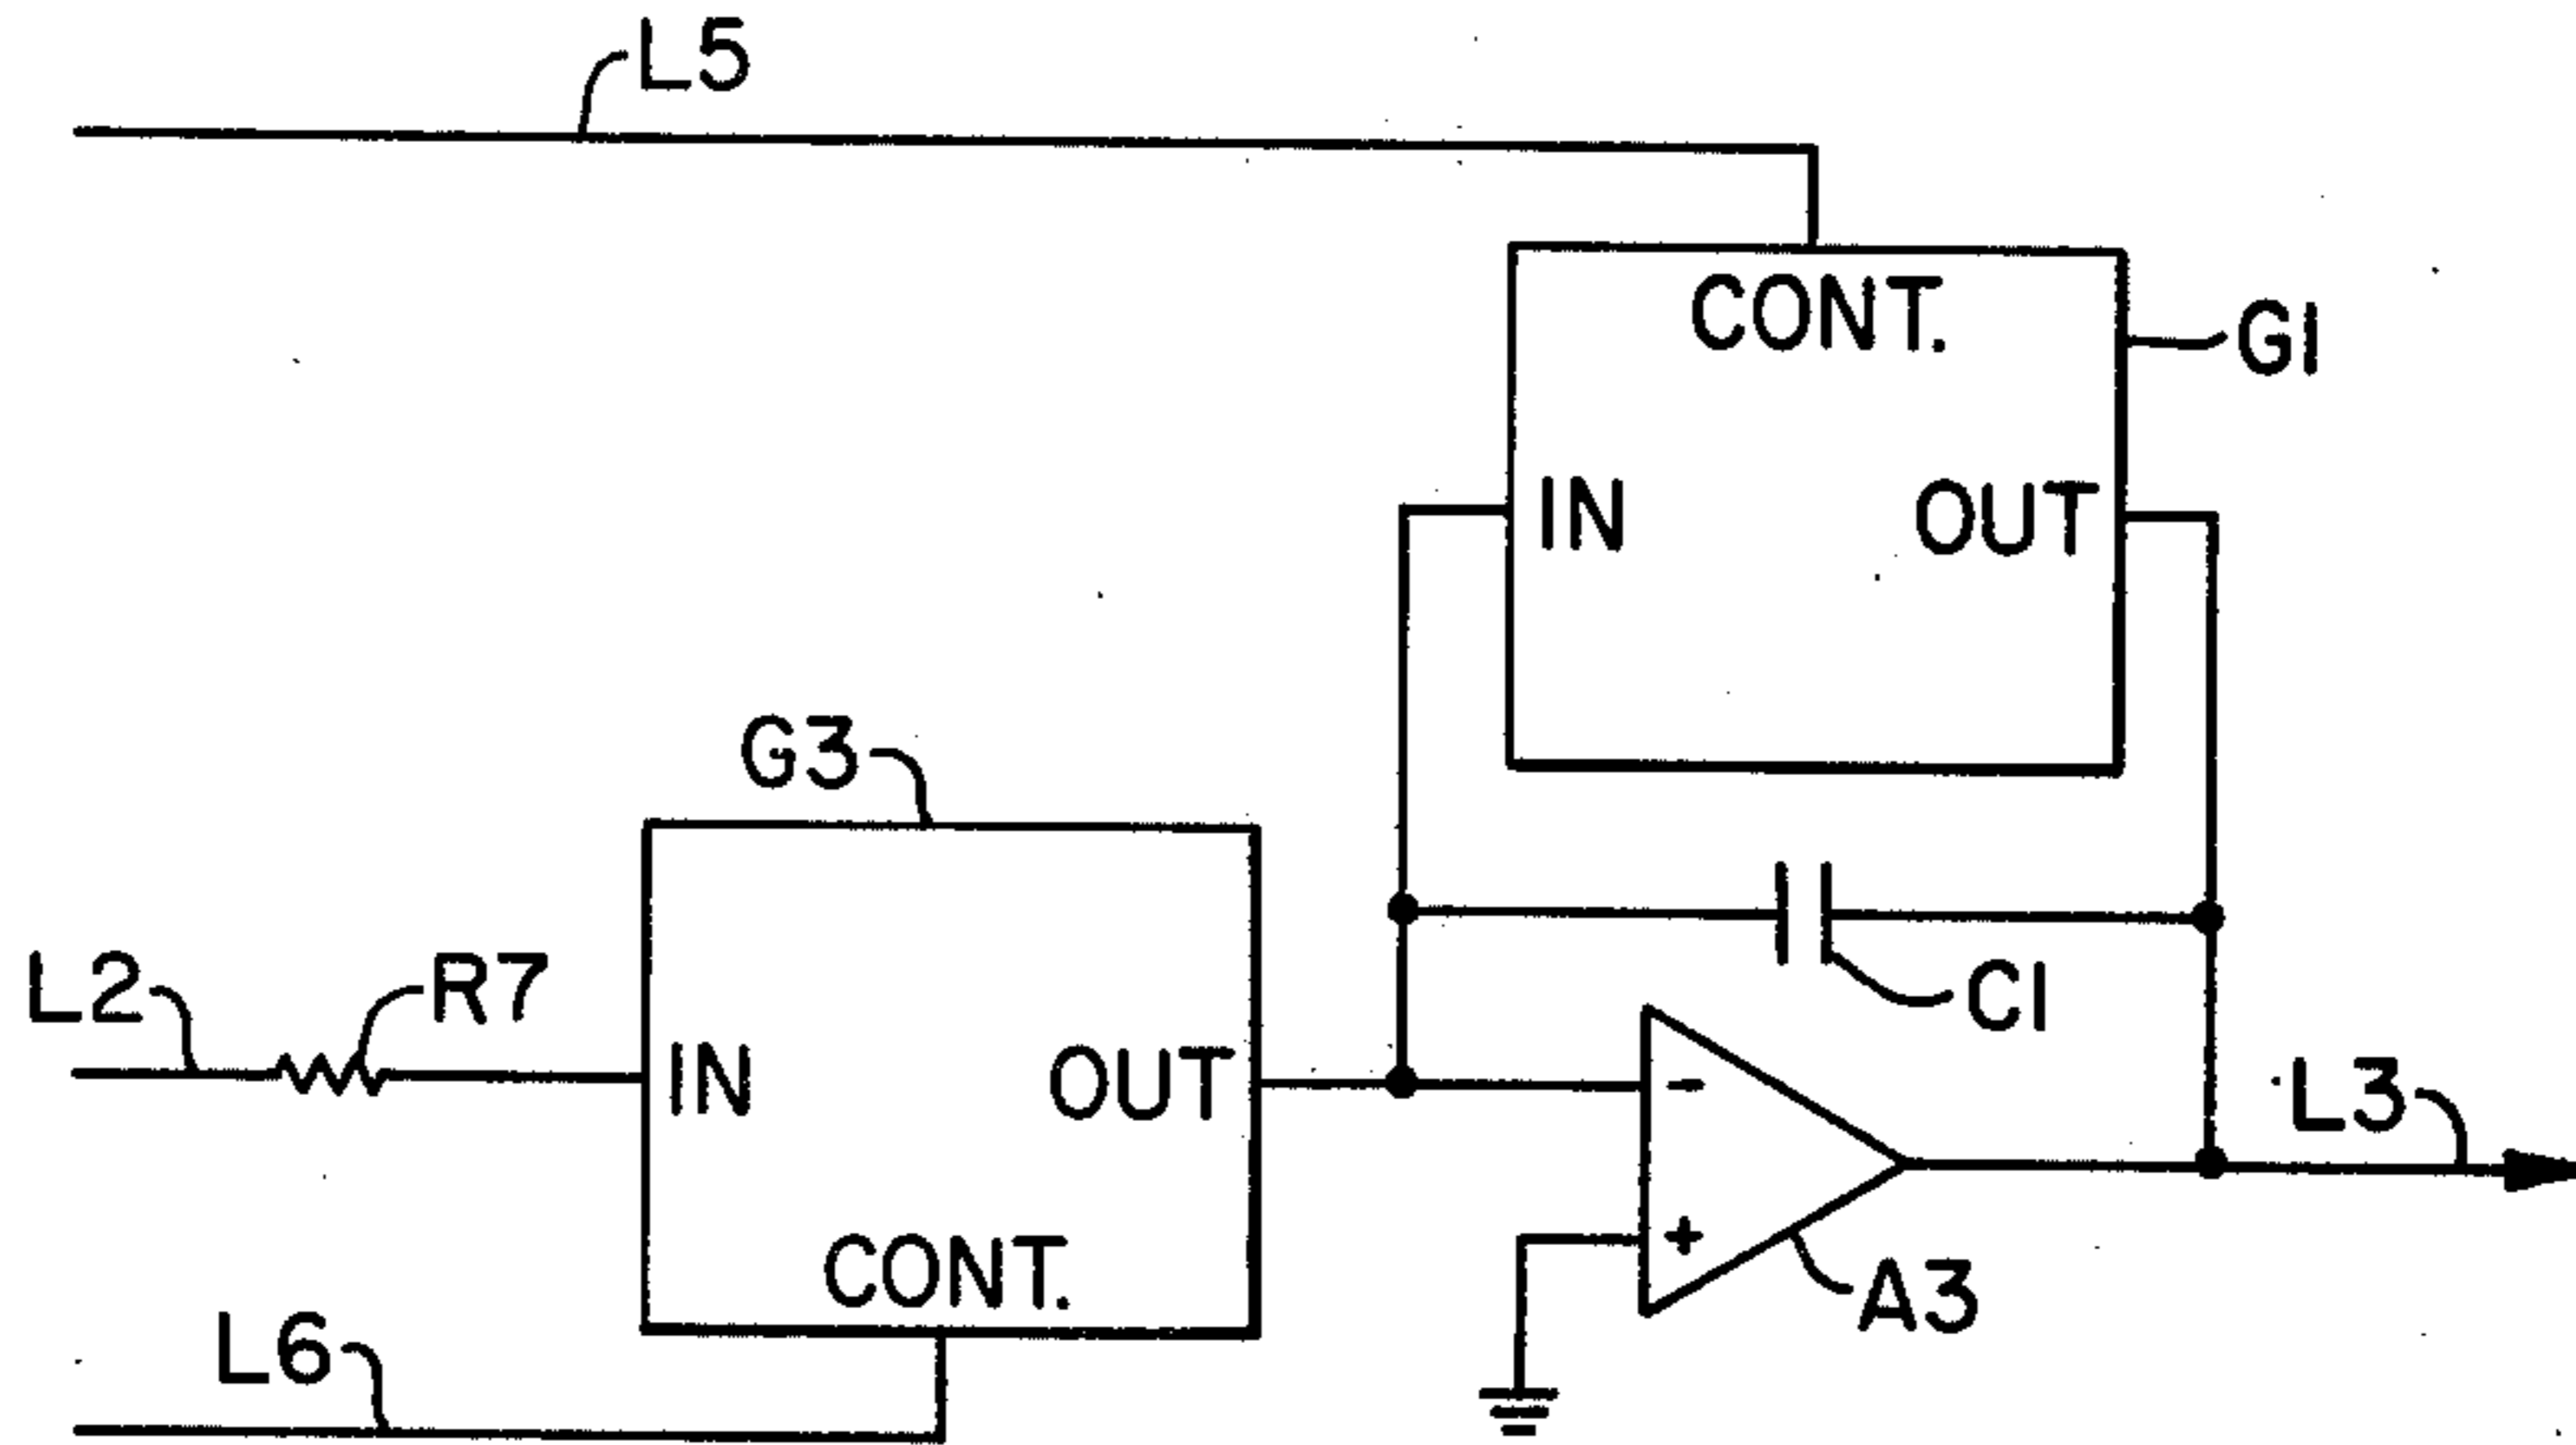 L5
CONT.
G1
IN
OUT
G3
L2
R7
C1
IN
OUT
-
L3
+
CONT.
A3
L6